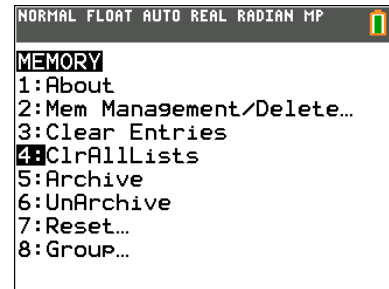 NORMAL FLOAT AUTO REAL RADIAN MP
MEMORY
1:About
2:Mem Management/Delete…
3:Clear Entries
4:ClrAllLists
5:Archive
6:UnArchive
7:Reset…
8:Group…